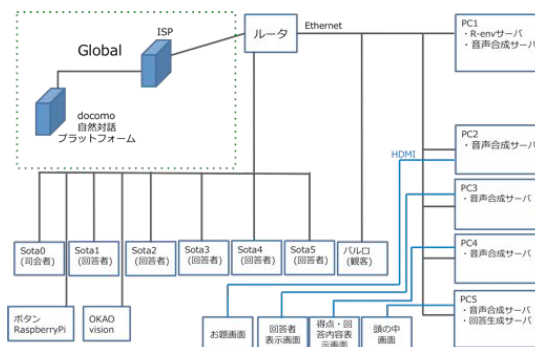 ISP
Global
docomo
自然対話
プラットフォーム
ルータ
Ethernet
HDMI
PC1
・R-envサーバ
・音声合成サーバ
PC2
・音声合成サーバ
PC3
・音声合成サーバ
PC4
・音声合成サーバ
PC5
・音声合成サーバ
・回答生成サーバ
Sota0
(司会者)
Sota1
(回答者)
Sota2
(回答者)
Sota3
(回答者)
Sota4
(回答者)
Sota5
(回答者)
パルロ
(観客)
ボタン
RaspberryPi
OKAO
vision
お題画面
回答者
表示画面
得点・回
答内容表
示画面
頭の中
画面